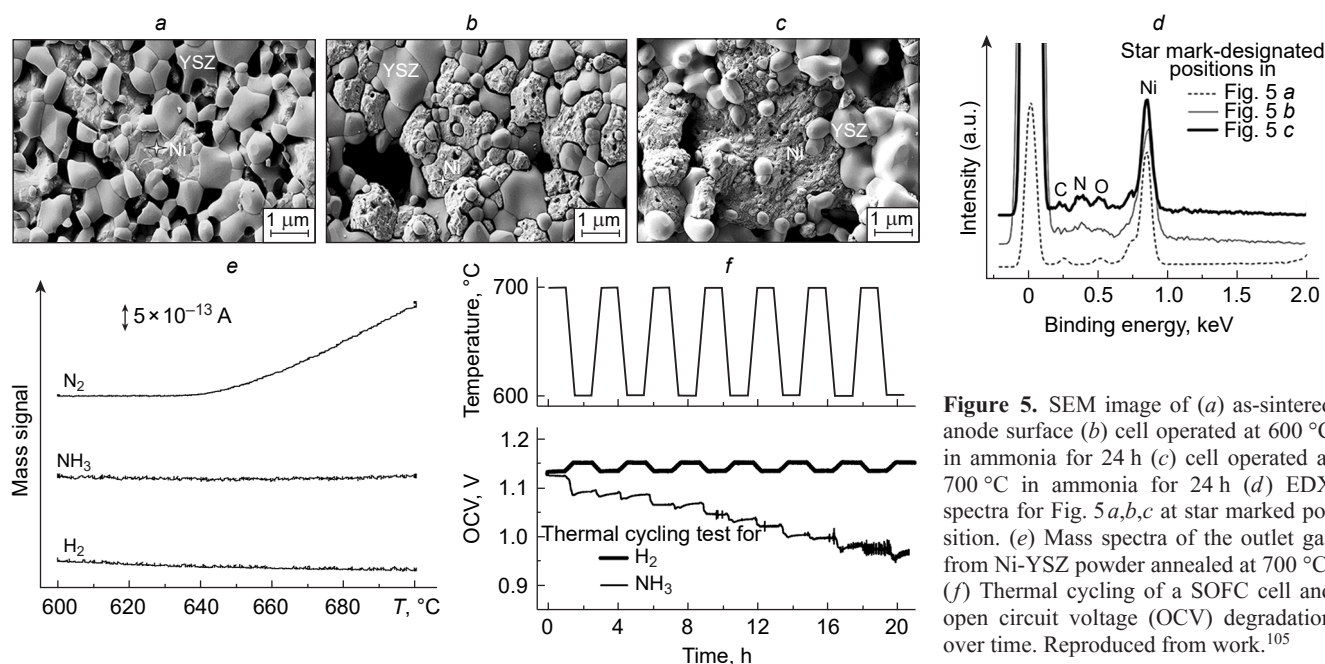 a
b
c
d
YSZ
Ni
1 µm
YSZ
Ni
1 µm
YSZ
Ni
1 µm
Intensity (a.u.)
Star mark-designated
positions in
Fig. 5 a
Fig. 5 b
Fig. 5 c
Ni
C N O
0 0.5 1.0 1.5 2.0
Binding energy, keV
e
Mass signal
5 × 10−13 A
N2
NH3
H2
600 620 640 660 680 T, °C
f
Temperature, °C
700
600
OCV, V
1.2
1.1
1.0
0.9
Thermal cycling test for
H2
NH3
0 4 8 12 16 20
Time, h
Figure 5. SEM image of (a) as-sintered
anode surface (b) cell operated at 600 °C
in ammonia for 24 h (c) cell operated a
700 °C in ammonia for 24 h (d) EDX
spectra for Fig. 5 a,b,c at star marked po
sition. (e) Mass spectra of the outlet ga
from Ni-YSZ powder annealed at 700 °C
(f) Thermal cycling of a SOFC cell and
open circuit voltage (OCV) degradation
over time. Reproduced from work.105